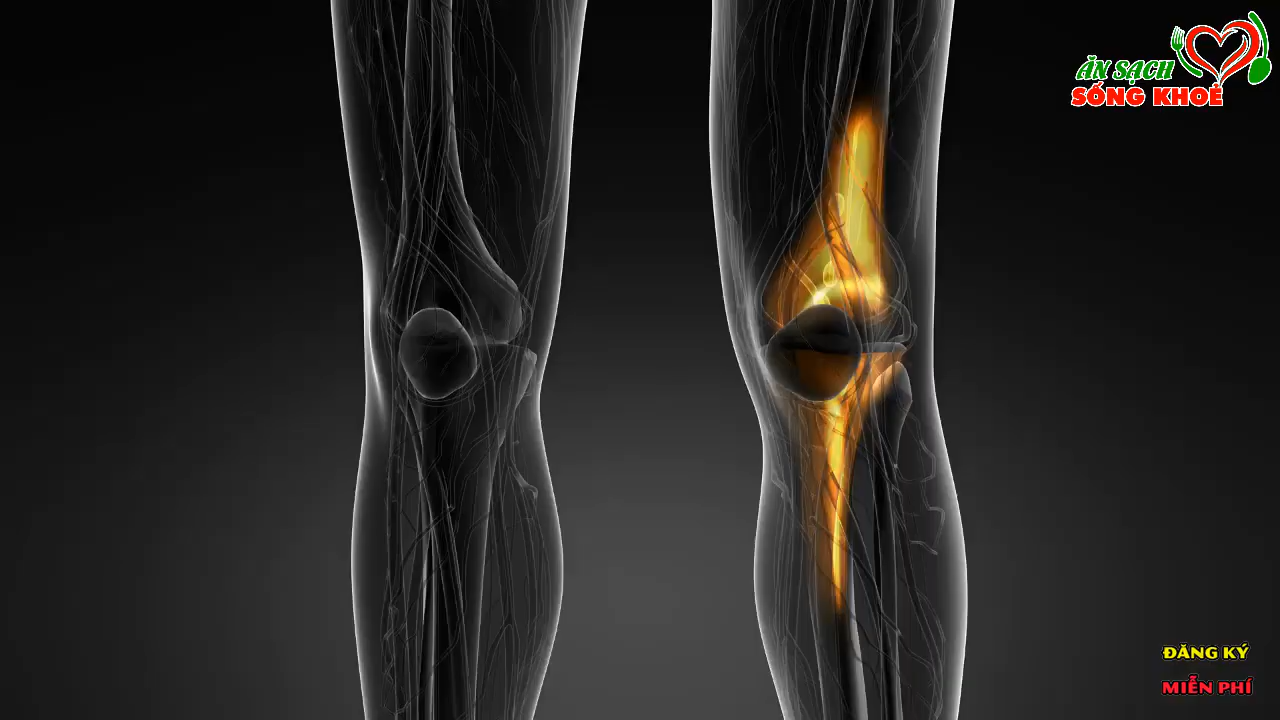 ĂN SẠCH
SỐNG KHOẺ
ĐĂNG KÝ
MIỄN PHÍ